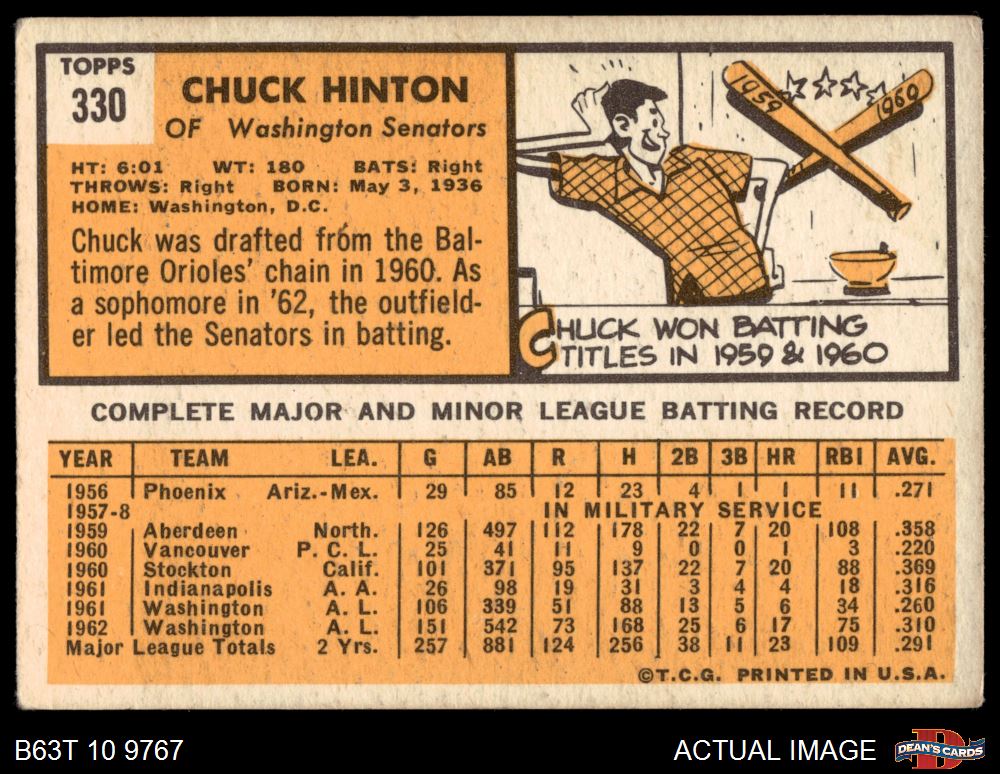 TOPPS
330
CHUCK HINTON
OF Washington Senators
HT: 6:01 WT: 180 BATS: Right
THROWS: Right BORN: May 3, 1936
HOME: Washington, D.C.
Chuck was drafted from the Bal-
timore Orioles' chain in 1960. As
a sophomore in '62, the outfield-
er led the Senators in batting.
1959
1960
CHUCK WON BATTING
TITLES IN 1959 & 1960
COMPLETE MAJOR AND MINOR LEAGUE BATTING RECORD
YEAR TEAM LEA. G AB R H 2B 3B HR RBI AVG.
1956 Phoenix Ariz.-Mex. 29 85 12 23 4 1 1 11 .271
1957-8 IN MILITARY SERVICE
1959 Aberdeen North. 126 497 112 178 22 7 20 108 .358
1960 Vancouver P. C. L. 25 41 11 9 0 0 1 3 .220
1960 Stockton Calif. 101 371 95 137 22 7 20 88 .369
1961 Indianapolis A. A. 26 98 19 31 3 4 4 18 .316
1961 Washington A. L. 106 339 51 88 13 5 6 34 .260
1962 Washington A. L. 151 542 73 168 25 6 17 75 .310
Major League Totals 2 Yrs. 257 881 124 256 38 11 23 109 .291
©T.C.G. PRINTED IN U.S.A.
B63T 10 9767
ACTUAL IMAGE
D
DEAN'S CARDS